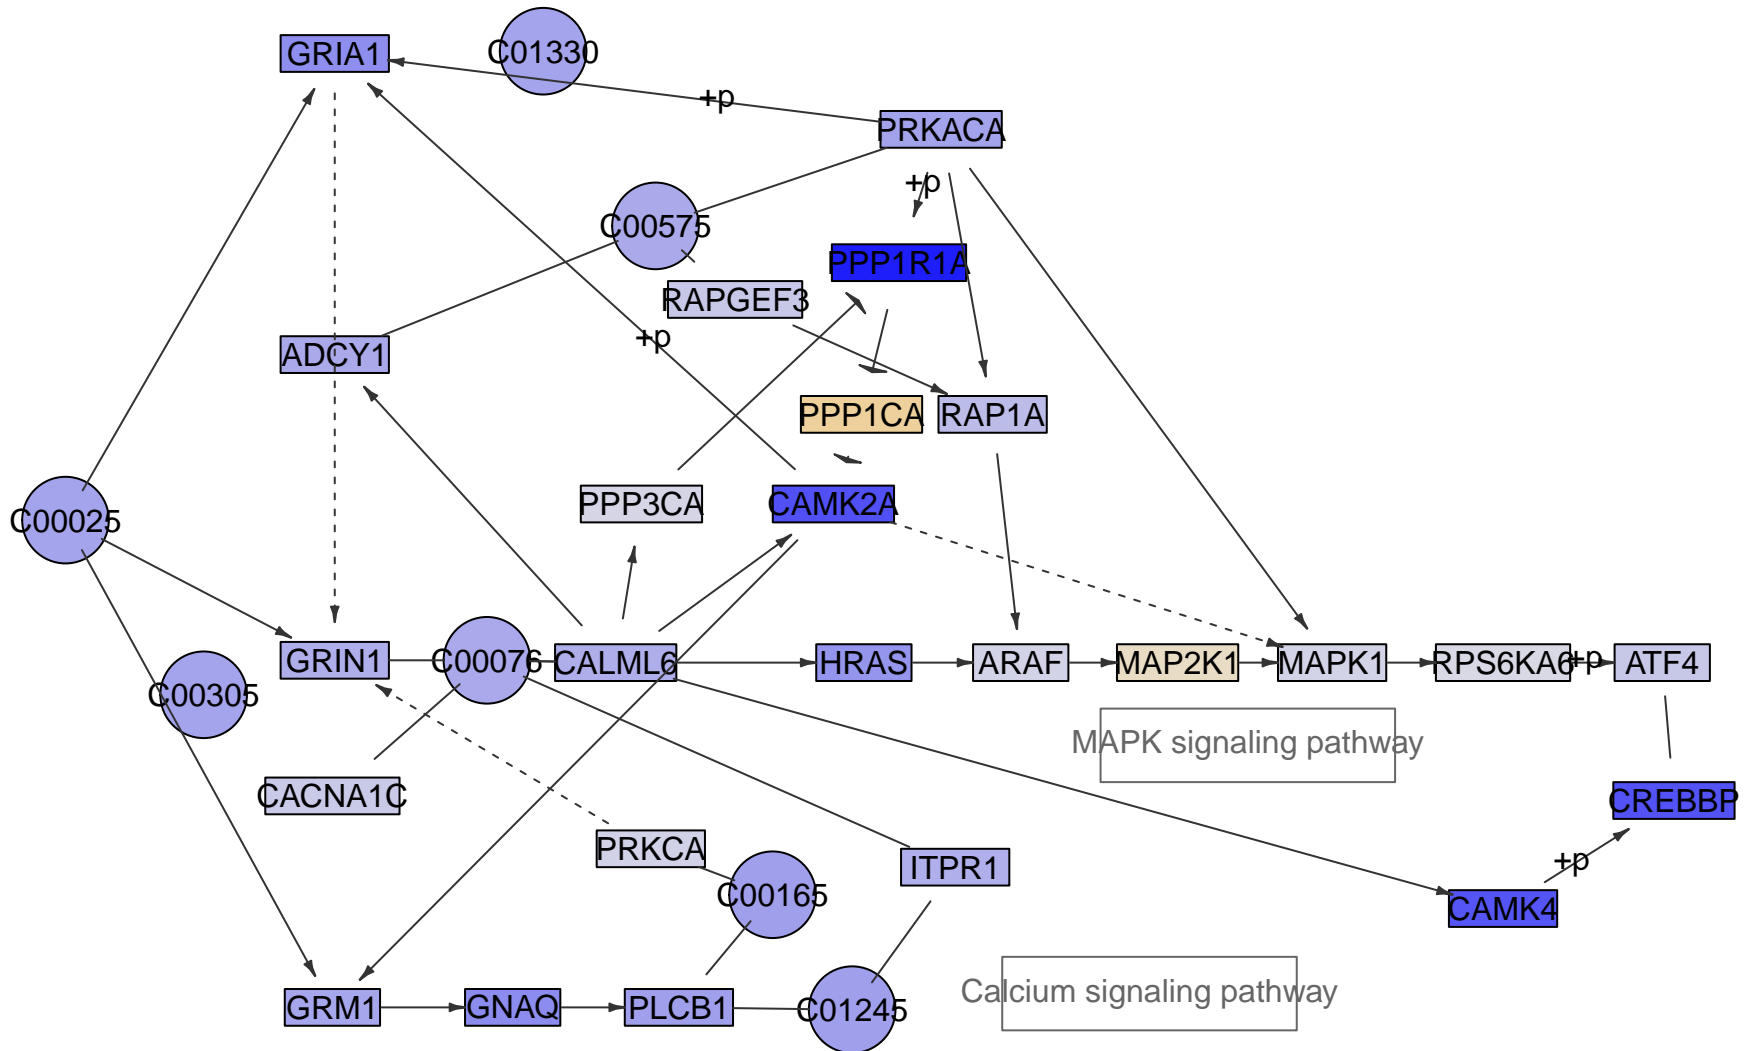 C01330
GRIA1
+p
PRKACA
+p
C00575
PPP1R1A
RAPGEF3
+p
ADCY1
PPP1CA
RAP1A
PPP3CA
CAMK2A
C00025
GRIN1
C00076
CALML6
HRAS
ARAF
MAP2K1
MAPK1
RPS6KA6
+p
ATF4
C00305
MAPK signaling pathway
CACNA1C
CREBBP
PRKCA
+p
ITPR1
C00165
CAMK4
Calcium signaling pathway
GRM1
GNAQ
PLCB1
C01245